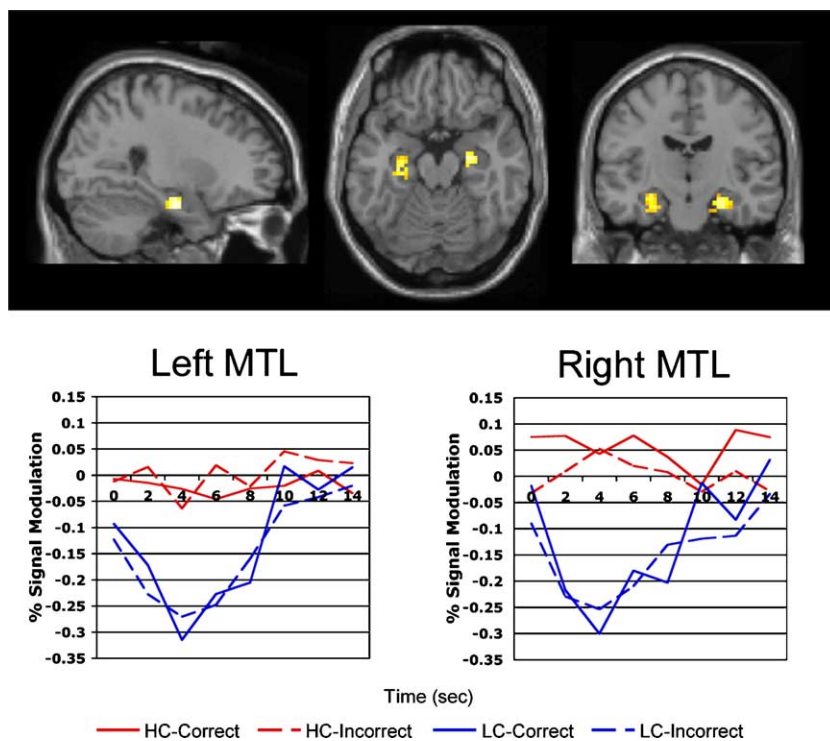 Left MTL
0.15
0.1
0.05
0
-0.05
-0.1
-0.15
-0.2
-0.25
-0.3
-0.35
% Signal Modulation
0 2 4 6 8 10 12 14
Right MTL
0.15
0.1
0.05
0
-0.05
-0.1
-0.15
-0.2
-0.25
-0.3
-0.35
% Signal Modulation
0 2 4 6 8 10 12 14
Time (sec)
HC-Correct HC-Incorrect LC-Correct LC-Incorrect